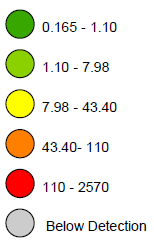 0.165 - 1.10
1.10 - 7.98
7.98 - 43.40
43.40- 110
110 - 2570
Below Detection